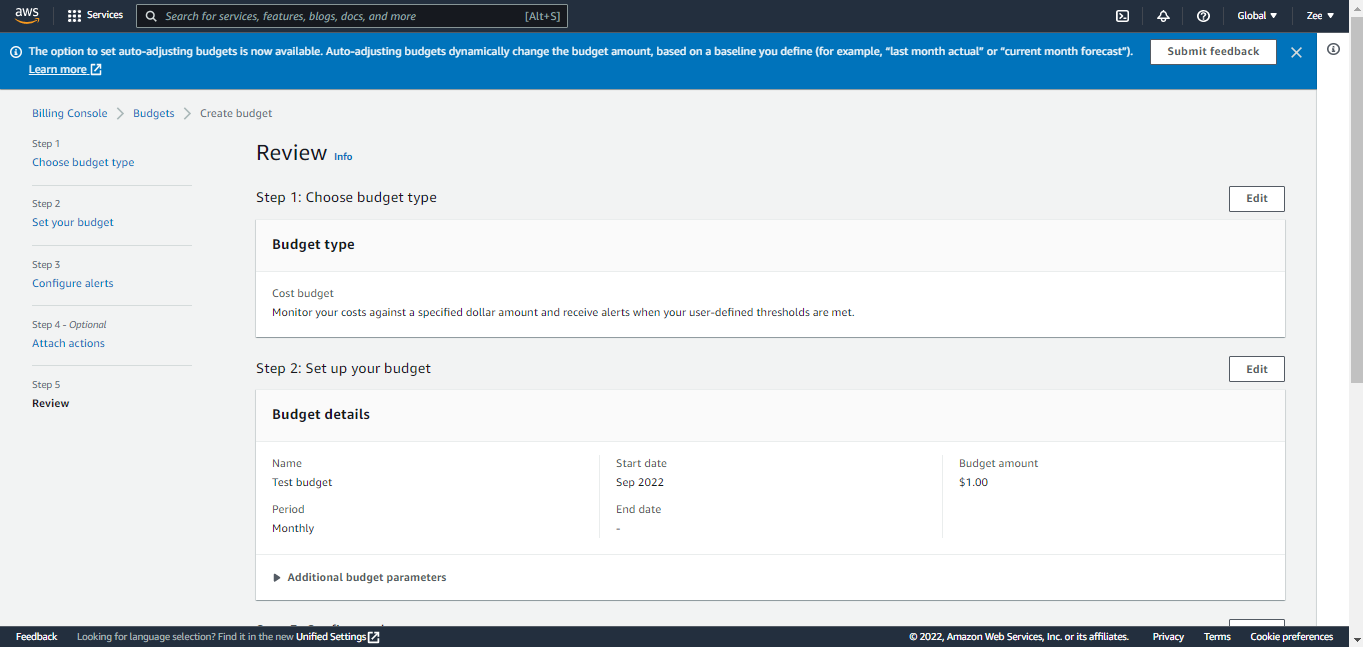 aws
Services
Search for services, features, blogs, docs, and more
[Alt+S]
Global
Zee
The option to set auto-adjusting budgets is now available. Auto-adjusting budgets dynamically change the budget amount, based on a baseline you define (for example, “last month actual” or “current month forecast”).
Learn more
Submit feedback
Billing Console
Budgets
Create budget
Step 1
Choose budget type
Step 2
Set your budget
Step 3
Configure alerts
Step 4 - Optional
Attach actions
Step 5
Review
Review Info
Step 1: Choose budget type
Edit
Budget type
Cost budget
Monitor your costs against a specified dollar amount and receive alerts when your user-defined thresholds are met.
Step 2: Set up your budget
Edit
Budget details
Name
Test budget
Period
Monthly
Start date
Sep 2022
End date
-
Budget amount
$1.00
Additional budget parameters
Feedback
Looking for language selection? Find it in the new Unified Settings
© 2022, Amazon Web Services, Inc. or its affiliates.
Privacy
Terms
Cookie preferences